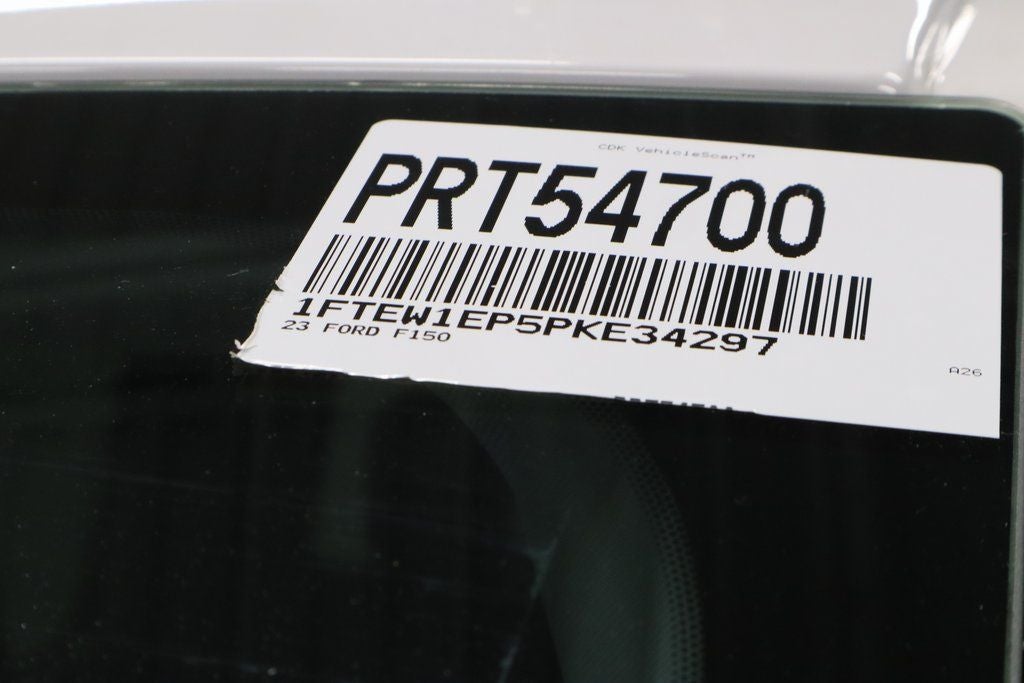 CDK VehicleScan™
PRT54700
1FTEW1EP5PKE34297
23 FORD F150
A26